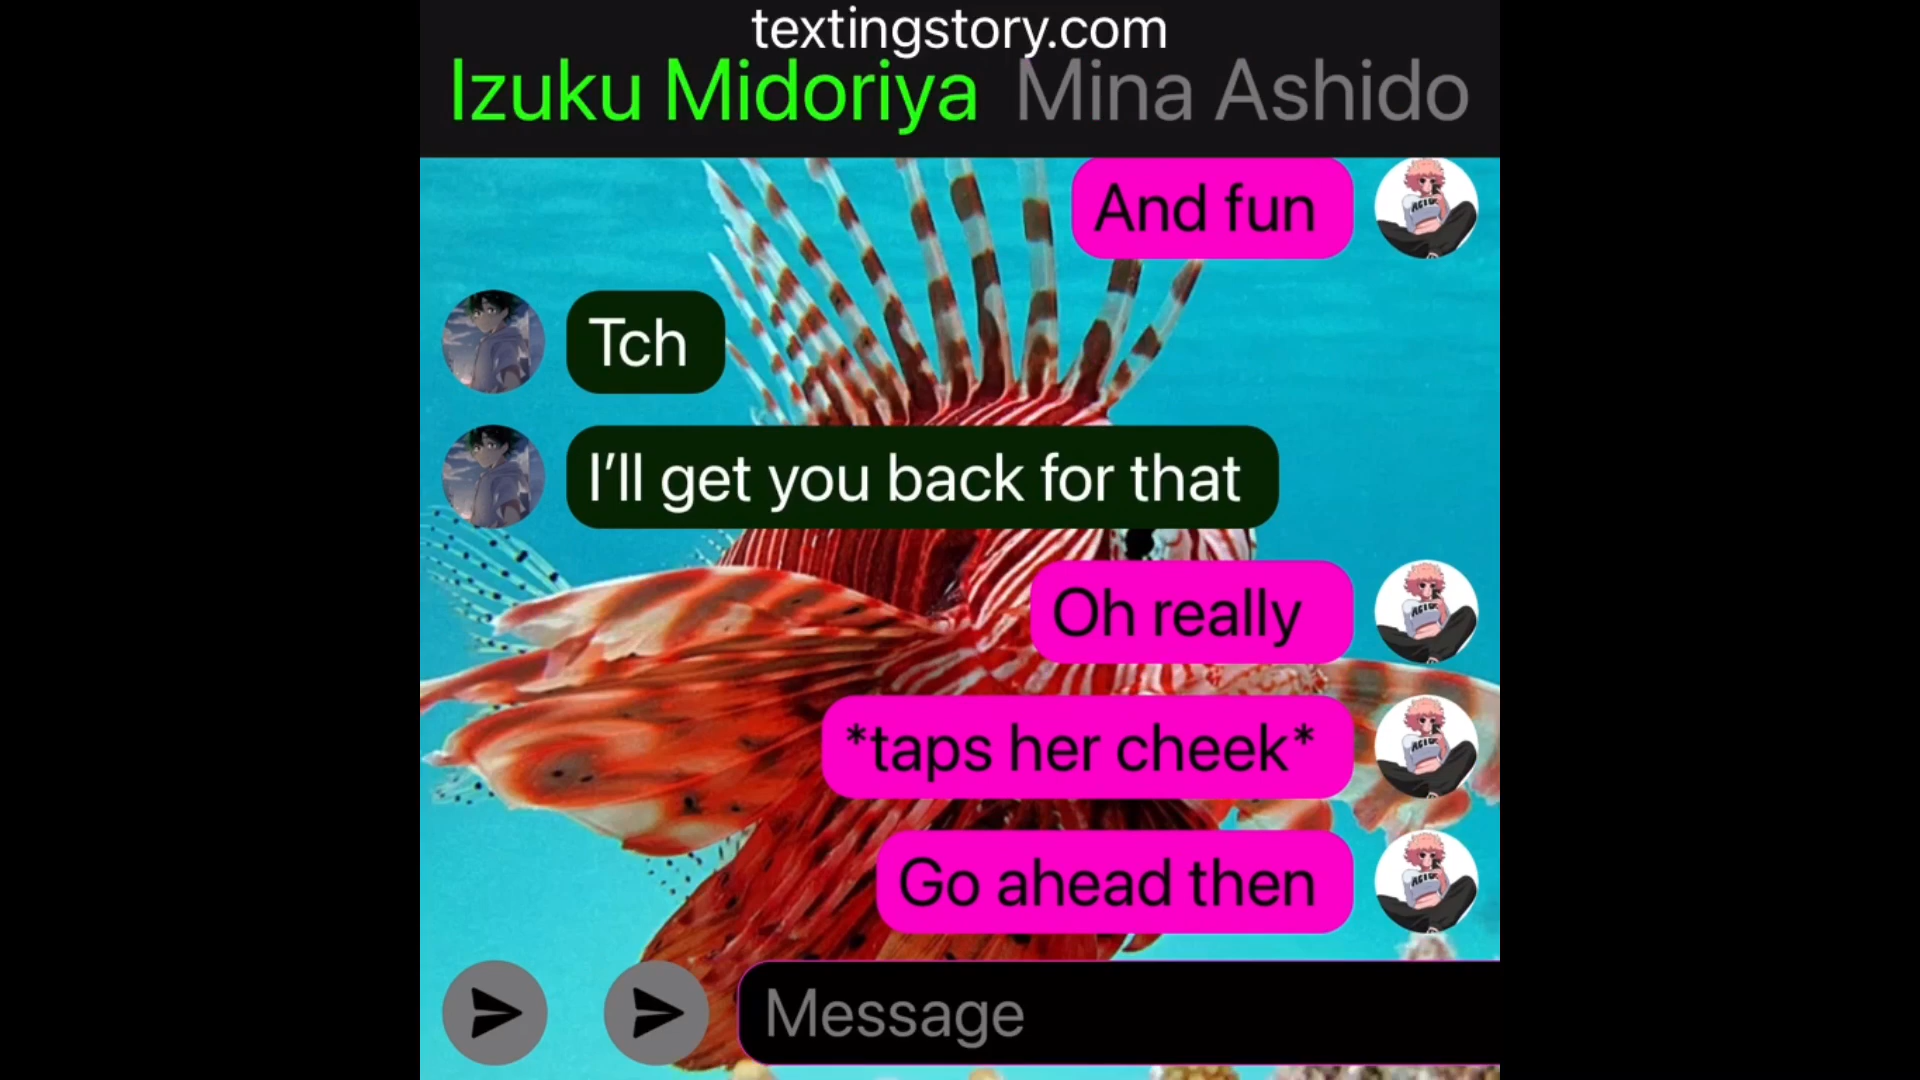 textingstory.com
Izuku Midoriya Mina Ashido
And fun
Tch
I’ll get you back for that
Oh really
*taps her cheek*
Go ahead then
Message